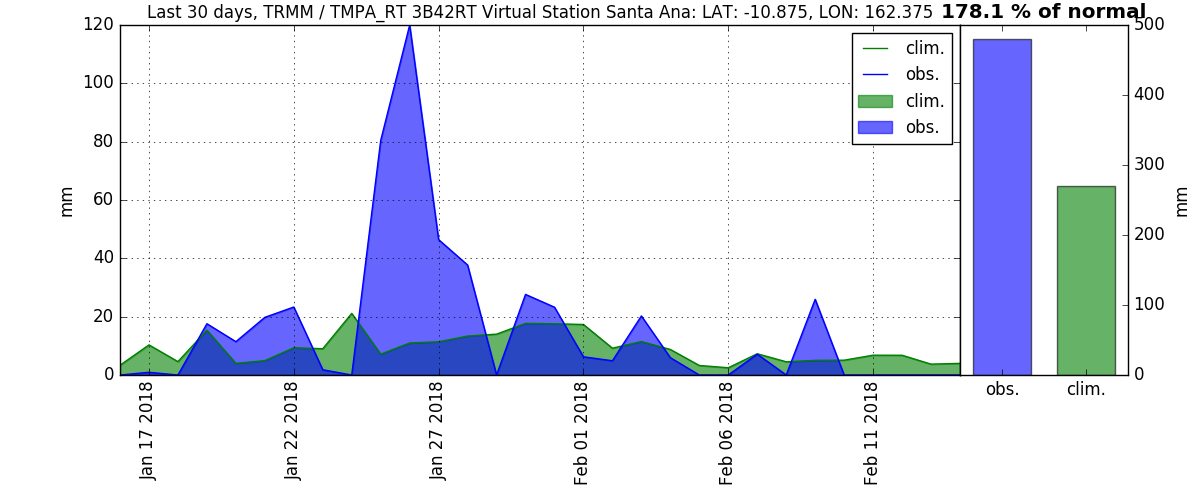 Last 30 days, TRMM / TMPA_RT 3B42RT Virtual Station Santa Ana: LAT: -10.875, LON: 162.375 178.1 % of normal
120
100
80
60
40
20
0
mm
clim.
obs.
clim.
obs.
Jan 17 2018
Jan 22 2018
Jan 27 2018
Feb 01 2018
Feb 06 2018
Feb 11 2018
500
400
300
200
100
0
mm
obs.
clim.